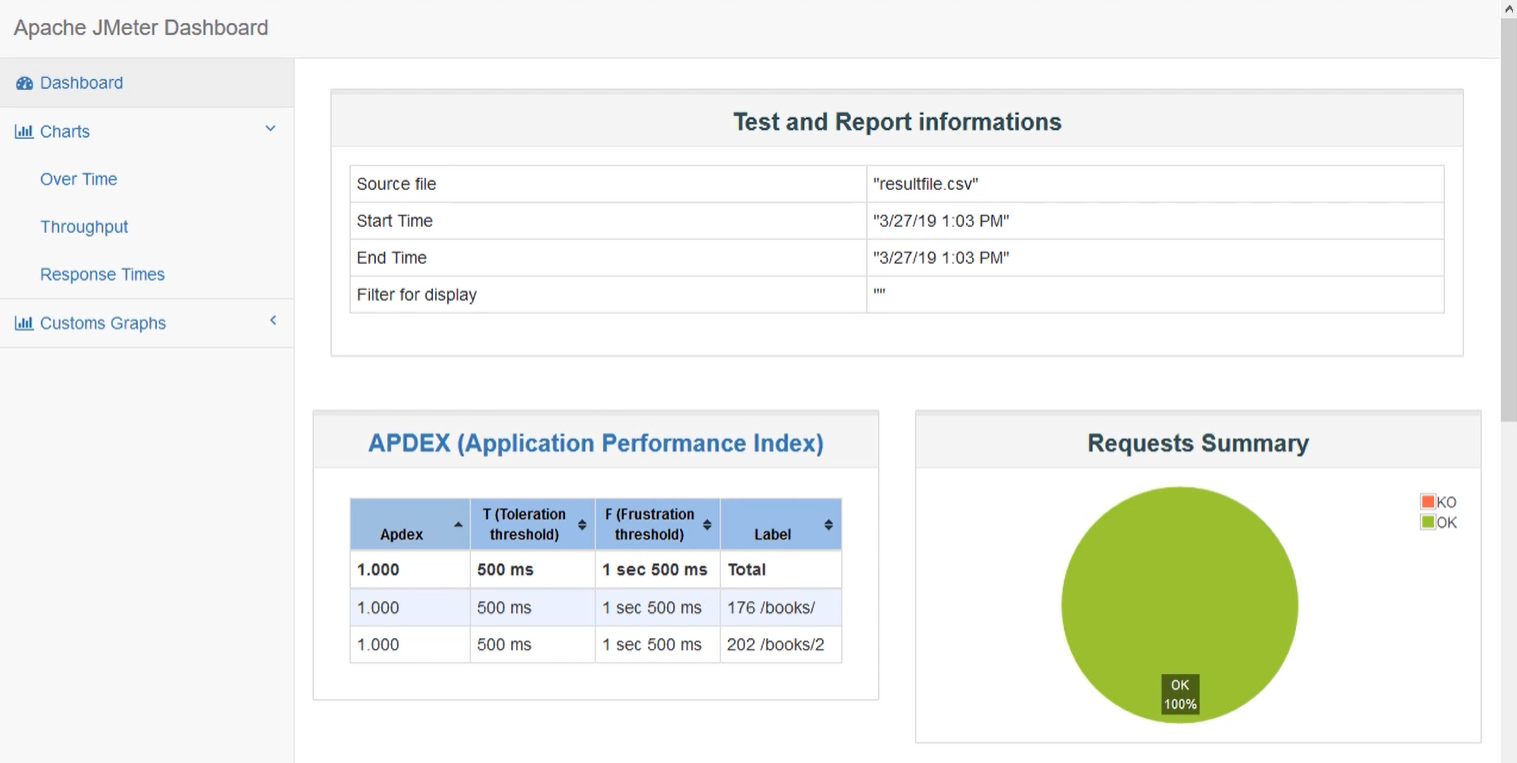 Apache JMeter Dashboard
Dashboard
Charts
Over Time
Throughput
Response Times
Customs Graphs
Test and Report informations
Source file "resultfile.csv"
Start Time "3/27/19 1:03 PM"
End Time "3/27/19 1:03 PM"
Filter for display ""
APDEX (Application Performance Index)
Apdex T (Toleration threshold) F (Frustration threshold) Label
1.000 500 ms 1 sec 500 ms Total
1.000 500 ms 1 sec 500 ms 176 /books/
1.000 500 ms 1 sec 500 ms 202 /books/2
Requests Summary
KO
OK
OK
100%